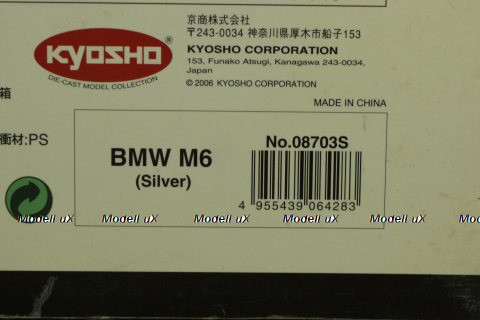 京商株式会社
〒243-0034 神奈川県厚木市船子153
KYOSHO®
DIE-CAST MODEL COLLECTION
KYOSHO CORPORATION
153, Funako Atsugi, Kanagawa 243-0034,
Japan
© 2006 KYOSHO CORPORATION
箱
MADE IN CHINA
衝材:PS
BMW M6
(Silver)
No.08703S
4 955439 064283
Modell uX Modell uX Modell uX Modell uX Modell uX